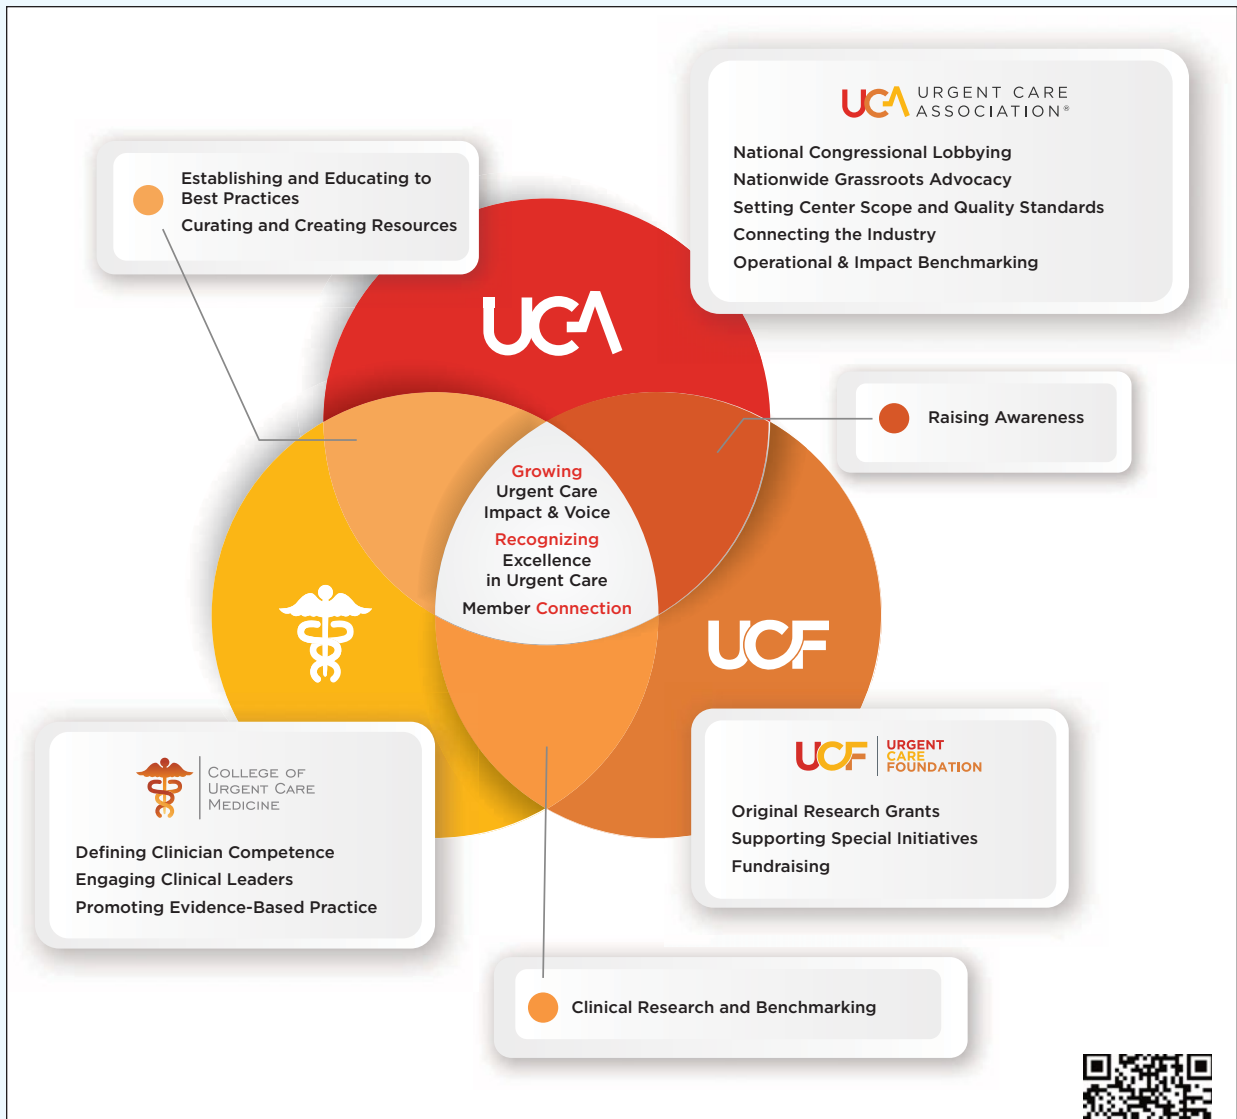 UCA URGENT CARE
ASSOCIATION®
National Congressional Lobbying
Nationwide Grassroots Advocacy
Setting Center Scope and Quality Standards
Connecting the Industry
Operational & Impact Benchmarking
Establishing and Educating to
Best Practices
Curating and Creating Resources
UCA
Raising Awareness
Growing
Urgent Care
Impact & Voice
Recognizing
Excellence
in Urgent Care
Member Connection
UCF
COLLEGE OF
URGENT CARE
MEDICINE
Defining Clinician Competence
Engaging Clinical Leaders
Promoting Evidence-Based Practice
UCF URGENT
CARE
FOUNDATION
Original Research Grants
Supporting Special Initiatives
Fundraising
Clinical Research and Benchmarking